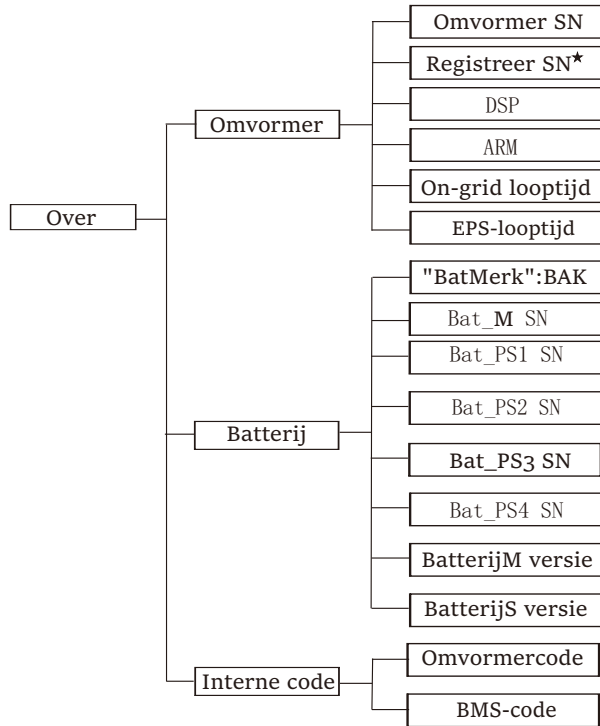 Over
Omvormer
Omvormer SN
Registreer SN★
DSP
ARM
On-grid looptijd
EPS-looptijd
Batterij
"BatMerk":BAK
Bat_M SN
Bat_PS1 SN
Bat_PS2 SN
Bat_PS3 SN
Bat_PS4 SN
BatterijM versie
BatterijS versie
Interne code
Omvormercode
BMS-code